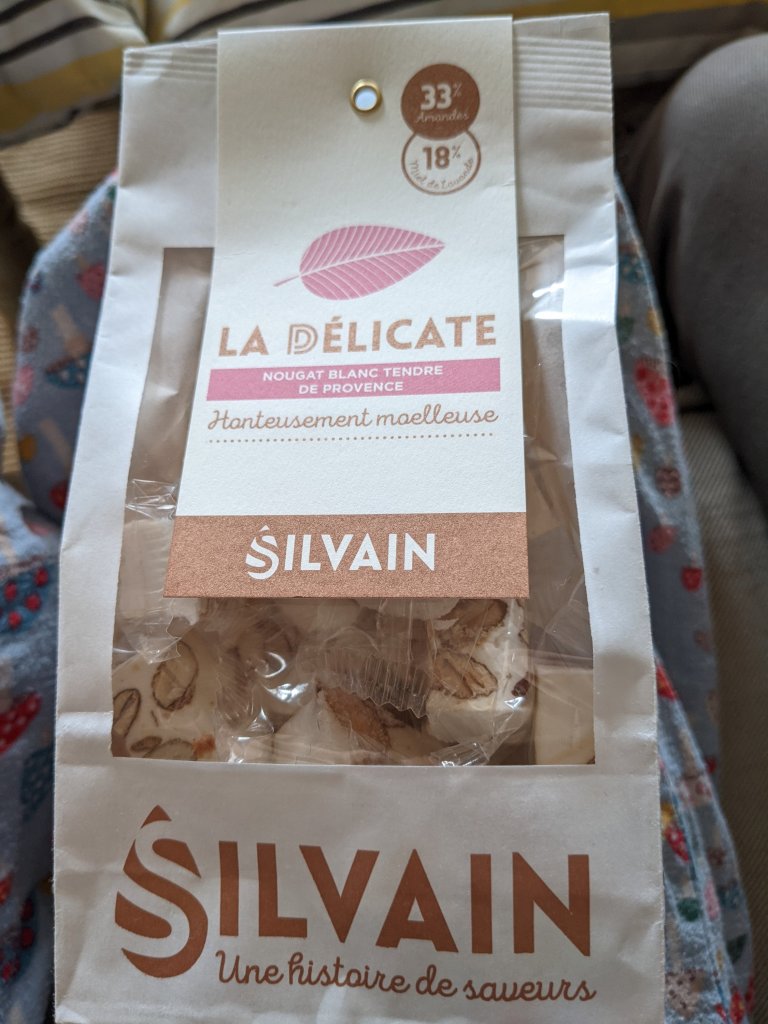 33%
Amandes
18%
Miel de Lavande
LA DÉLICATE
NOUGAT BLANC TENDRE
DE PROVENCE
Honteusement moelleuse
SILVAIN
SILVAIN
Une histoire de saveurs